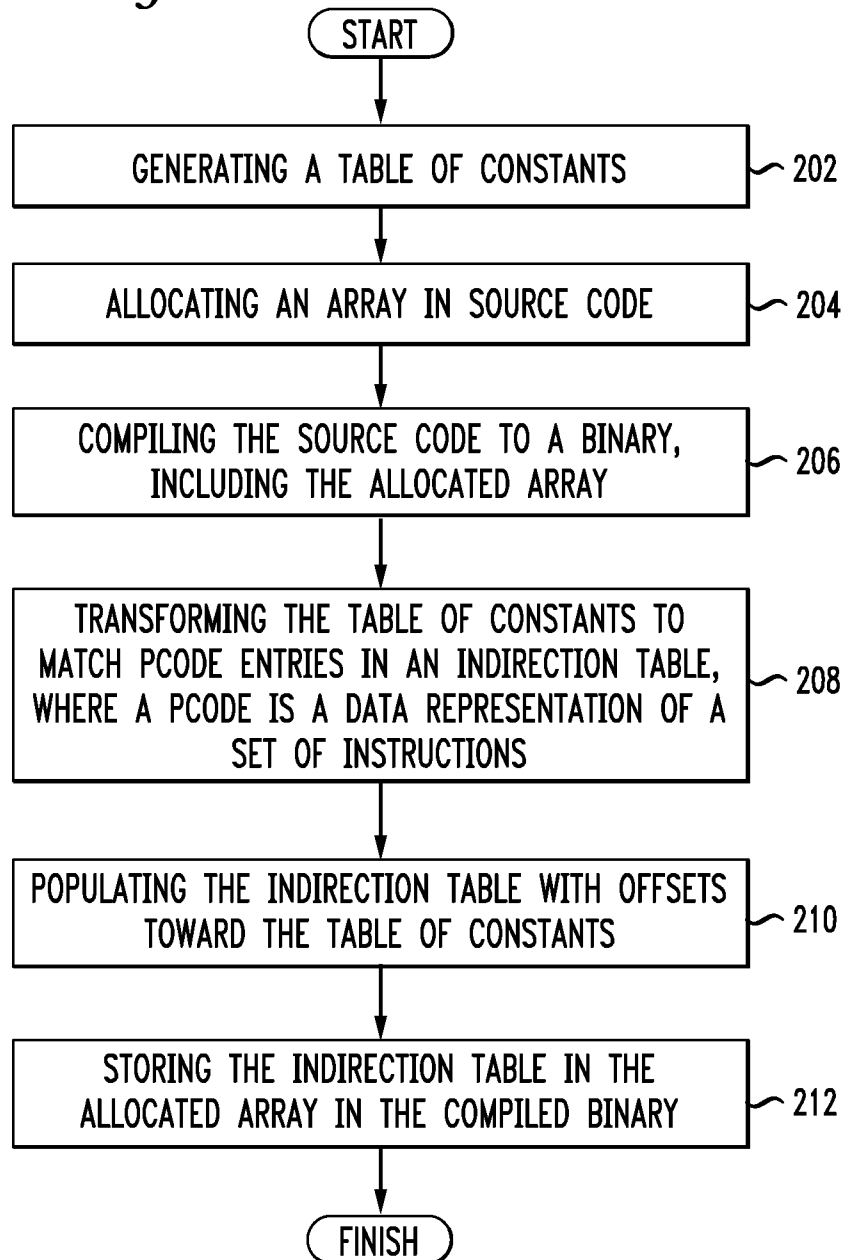 START
GENERATING A TABLE OF CONSTANTS
202
ALLOCATING AN ARRAY IN SOURCE CODE
204
COMPILING THE SOURCE CODE TO A BINARY,
INCLUDING THE ALLOCATED ARRAY
206
TRANSFORMING THE TABLE OF CONSTANTS TO
MATCH PCODE ENTRIES IN AN INDIRECTION TABLE,
WHERE A PCODE IS A DATA REPRESENTATION OF A
SET OF INSTRUCTIONS
208
POPULATING THE INDIRECTION TABLE WITH OFFSETS
TOWARD THE TABLE OF CONSTANTS
210
STORING THE INDIRECTION TABLE IN THE
ALLOCATED ARRAY IN THE COMPILED BINARY
212
FINISH